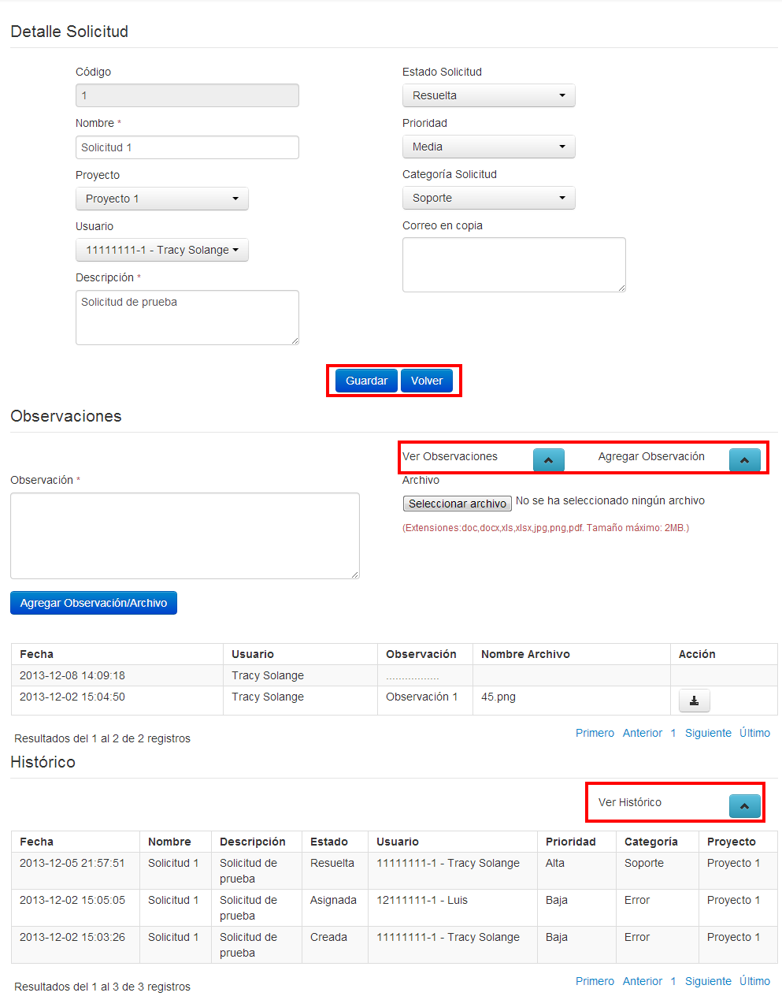 Detalle Solicitud
Código
1
Nombre *
Solicitud 1
Proyecto
Proyecto 1
Usuario
11111111-1 - Tracy Solange
Descripción *
Solicitud de prueba
Estado Solicitud
Resuelta
Prioridad
Media
Categoría Solicitud
Soporte
Correo en copia
Guardar Volver
Observaciones
Ver Observaciones Agregar Observación
Observación *
Archivo
Seleccionar archivo No se ha seleccionado ningún archivo
(Extensiones:doc,docx,xls,xlsx,jpg,png,pdf. Tamaño máximo: 2MB.)
Agregar Observación/Archivo
Fecha Usuario Observación Nombre Archivo Acción
2013-12-08 14:09:18 Tracy Solange .................
2013-12-02 15:04:50 Tracy Solange Observación 1 45.png
Resultados del 1 al 2 de 2 registros
Primero Anterior 1 Siguiente Último
Histórico
Ver Histórico
Fecha Nombre Descripción Estado Usuario Prioridad Categoría Proyecto
2013-12-05 21:57:51 Solicitud 1 Solicitud de prueba Resuelta 11111111-1 - Tracy Solange Alta Soporte Proyecto 1
2013-12-02 15:05:05 Solicitud 1 Solicitud de prueba Asignada 12111111-1 - Luis Baja Error Proyecto 1
2013-12-02 15:03:26 Solicitud 1 Solicitud de prueba Creada 11111111-1 - Tracy Solange Baja Error Proyecto 1
Resultados del 1 al 3 de 3 registros
Primero Anterior 1 Siguiente Último